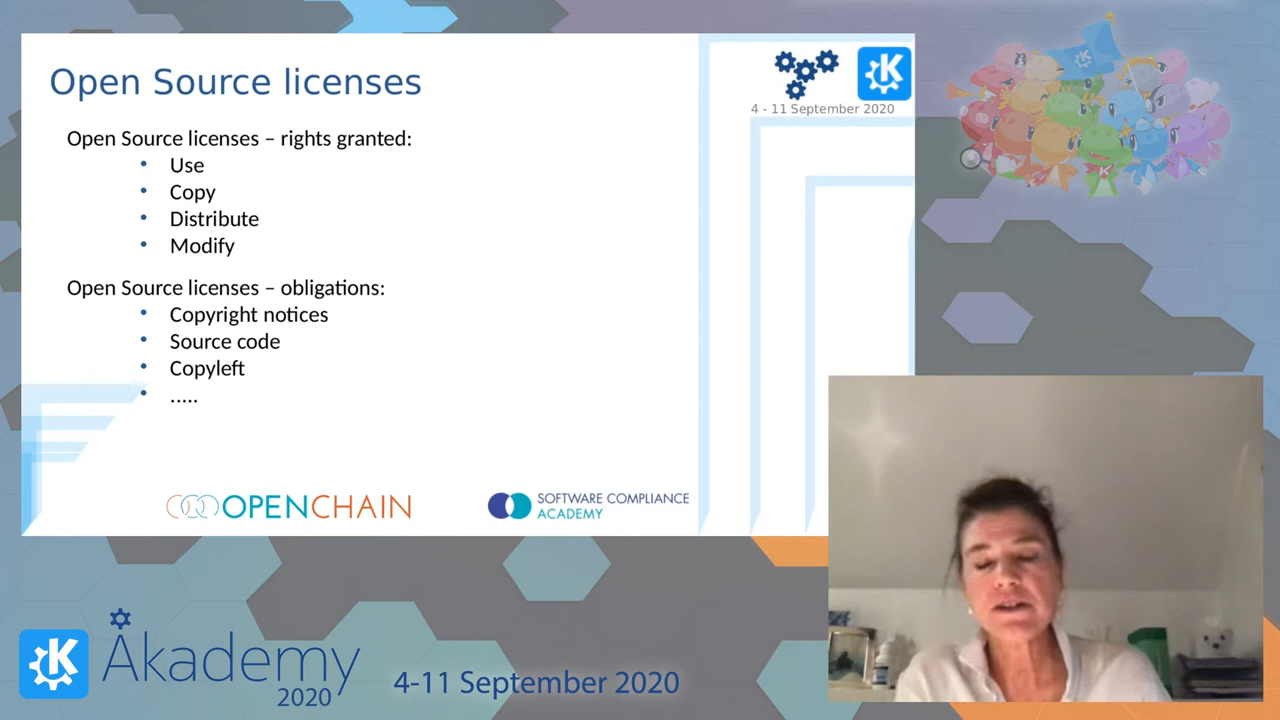 Open Source licenses
4 - 11 September 2020
Open Source licenses – rights granted:
• Use
• Copy
• Distribute
• Modify
Open Source licenses – obligations:
• Copyright notices
• Source code
• Copyleft
• .....
OPENCHAIN
SOFTWARE COMPLIANCE
ACADEMY
Akademy
2020
4-11 September 2020